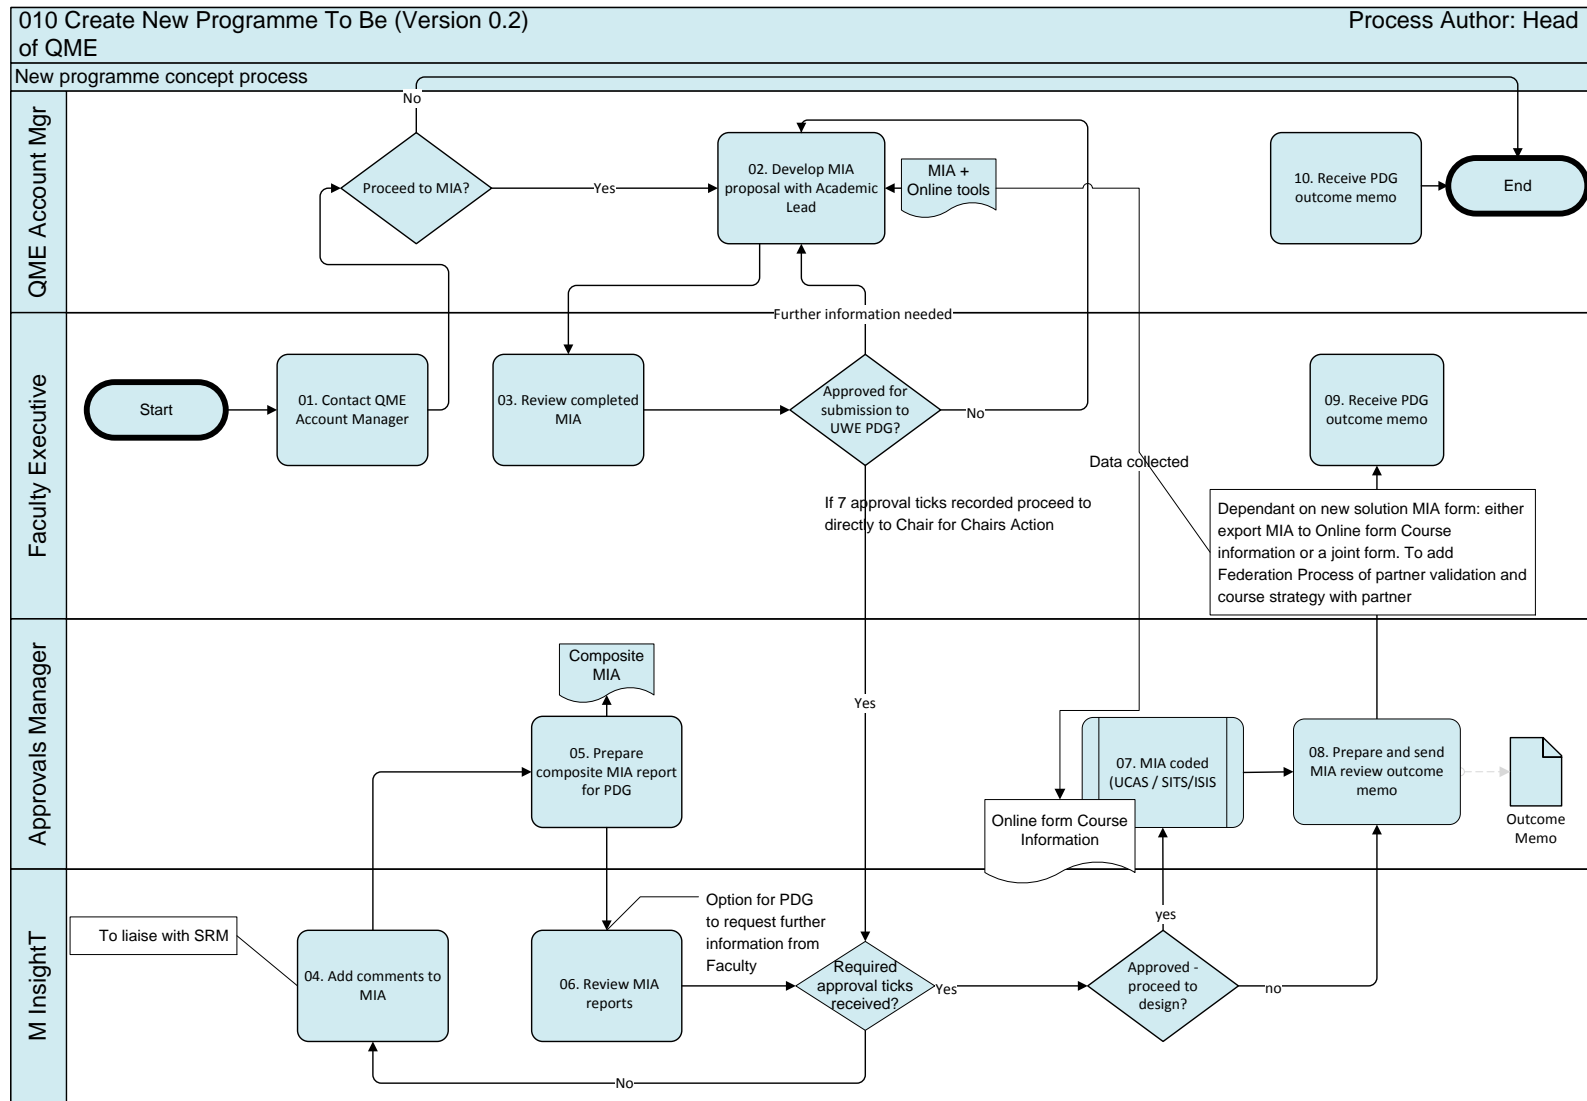 010 Create New Programme To Be (Version 0.2)
Process Author: Head
of QME
New programme concept process
QME Account Mgr
No
Proceed to MIA?
Yes
02. Develop MIA
proposal with Academic
Lead
MIA +
Online tools
10. Receive PDG
outcome memo
End
Further information needed
Faculty Executive
Start
01. Contact QME
Account Manager
03. Review completed
MIA
Approved for
submission to
UWE PDG?
No
09. Receive PDG
outcome memo
Data collected
If 7 approval ticks recorded proceed to
directly to Chair for Chairs Action
Dependant on new solution MIA form: either
export MIA to Online form Course
information or a joint form. To add
Federation Process of partner validation and
course strategy with partner
Approvals Manager
Composite
MIA
Yes
05. Prepare
composite MIA report
for PDG
07. MIA coded
(UCAS / SITS/ISIS
08. Prepare and send
MIA review outcome
memo
Online form Course
Information
Outcome
Memo
M InsightT
To liaise with SRM
04. Add comments to
MIA
Option for PDG
to request further
information from
Faculty
06. Review MIA
reports
Required
approval ticks
received?
Yes
yes
Approved -
proceed to
design?
no
No